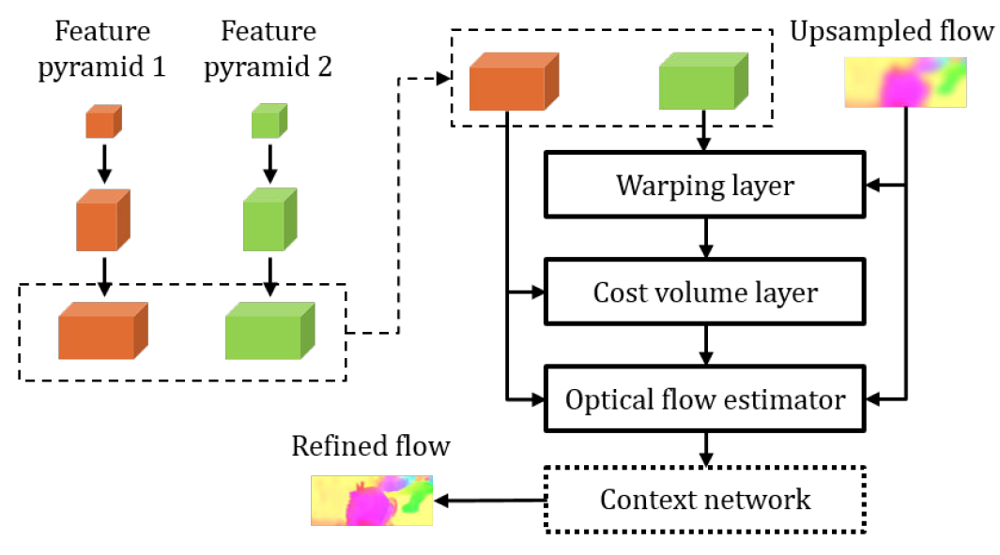 Feature
pyramid 1
Feature
pyramid 2
Upsampled flow
Warping layer
Cost volume layer
Optical flow estimator
Refined flow
Context network